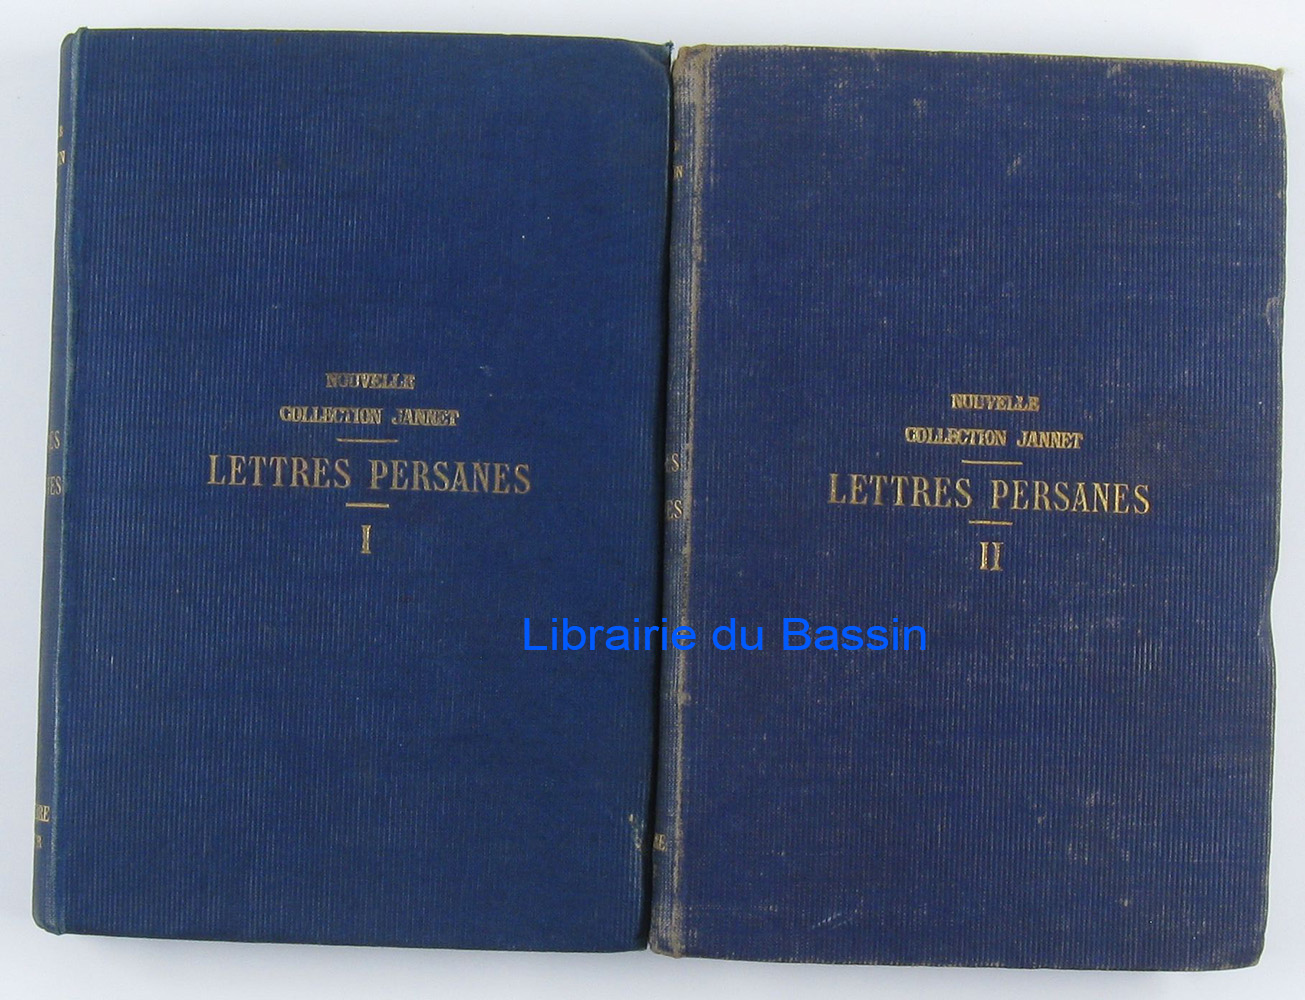 NOUVELLE
COLLECTION JANNET
LETTRES PERSANES
I
NOUVELLE
COLLECTION JANNET
LETTRES PERSANES
II
Librairie du Bassin